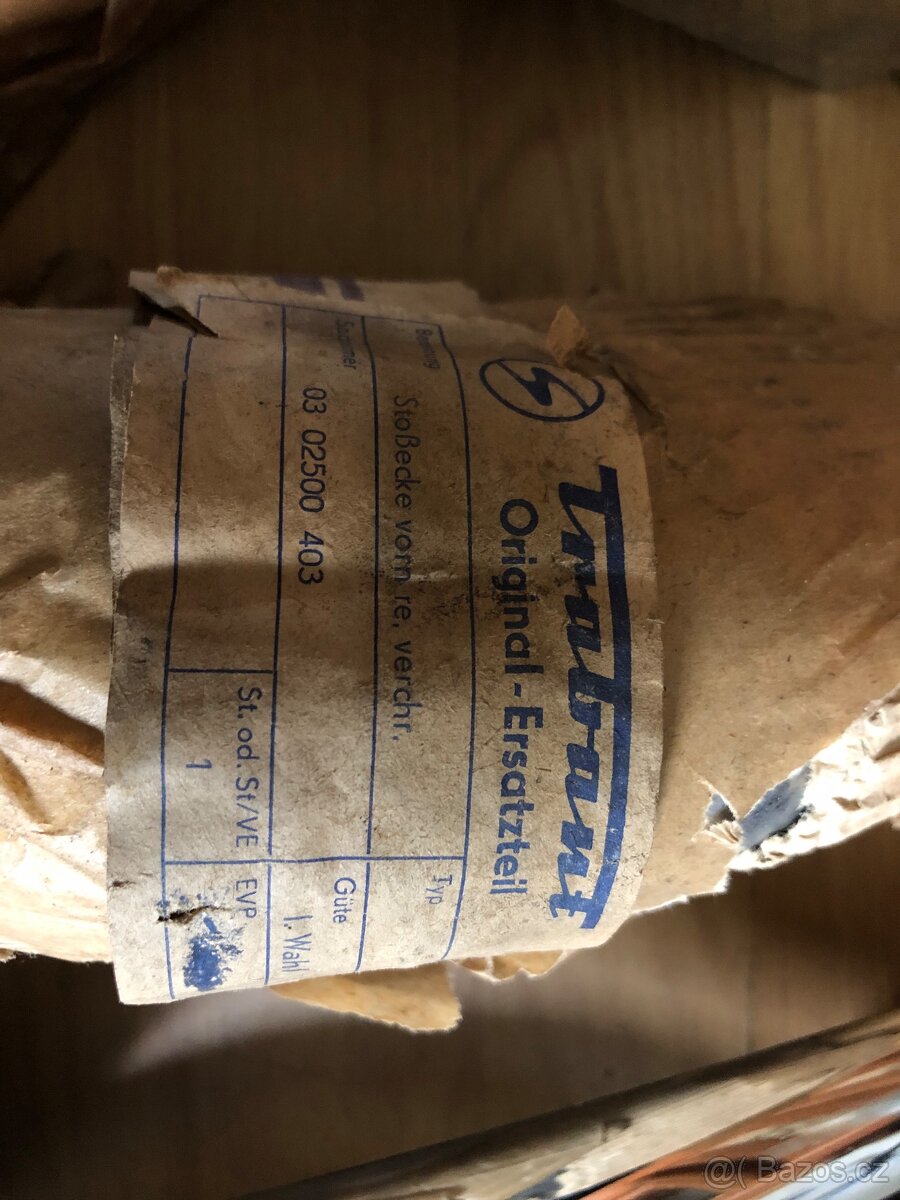 Trabant
Original-Ersatzteil
Benennung Typ
Stoßecke vorn re. verchr.
Güte
03 02500 403 I. Wahl
St. od. St/VE EVP
1
@( Bazos.cz